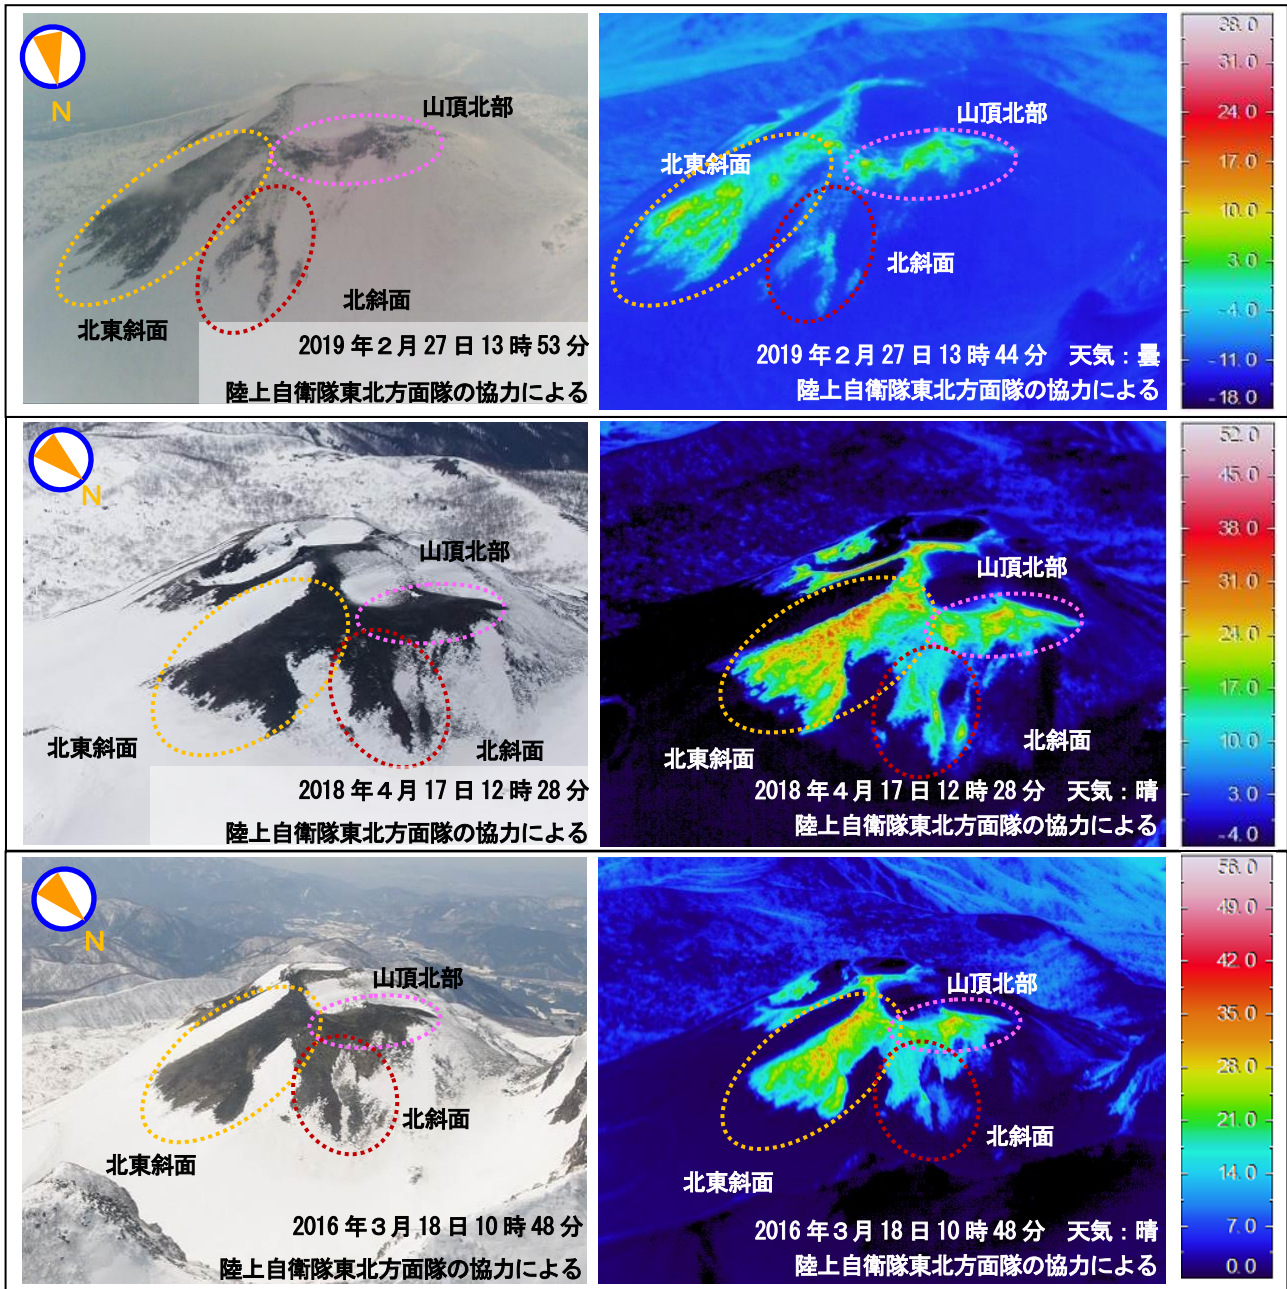 N
山頂北部
北東斜面
北斜面
2019年2月27日13時53分
陸上自衛隊東北方面隊の協力による
山頂北部
北東斜面
北斜面
2019年2月27日13時44分 天気：曇
陸上自衛隊東北方面隊の協力による
38.0
31.0
24.0
17.0
10.0
3.0
-4.0
-11.0
-18.0
N
山頂北部
北東斜面
北斜面
2018年4月17日12時28分
陸上自衛隊東北方面隊の協力による
山頂北部
北東斜面
北斜面
2018年4月17日12時28分 天気：晴
陸上自衛隊東北方面隊の協力による
52.0
45.0
38.0
31.0
24.0
17.0
10.0
3.0
-4.0
N
山頂北部
北斜面
北東斜面
2016年3月18日10時48分
陸上自衛隊東北方面隊の協力による
山頂北部
北斜面
北東斜面
2016年3月18日10時48分 天気：晴
陸上自衛隊東北方面隊の協力による
56.0
49.0
42.0
35.0
28.0
21.0
14.0
7.0
0.0